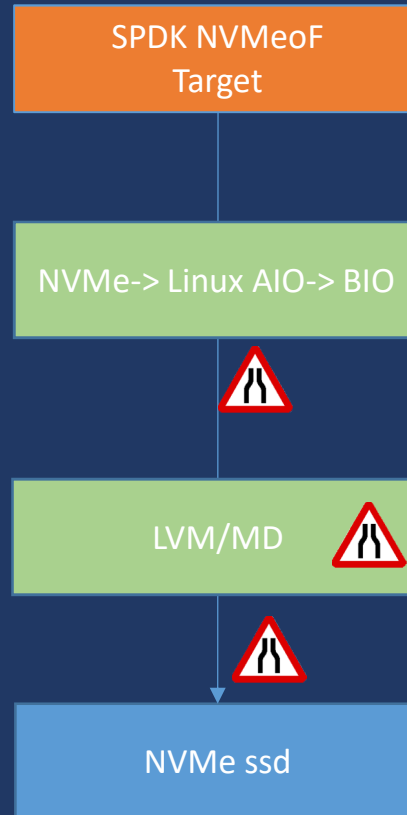 SPDK NVMeoF
Target
NVMe-> Linux AIO-> BIO
LVM/MD
NVMe ssd